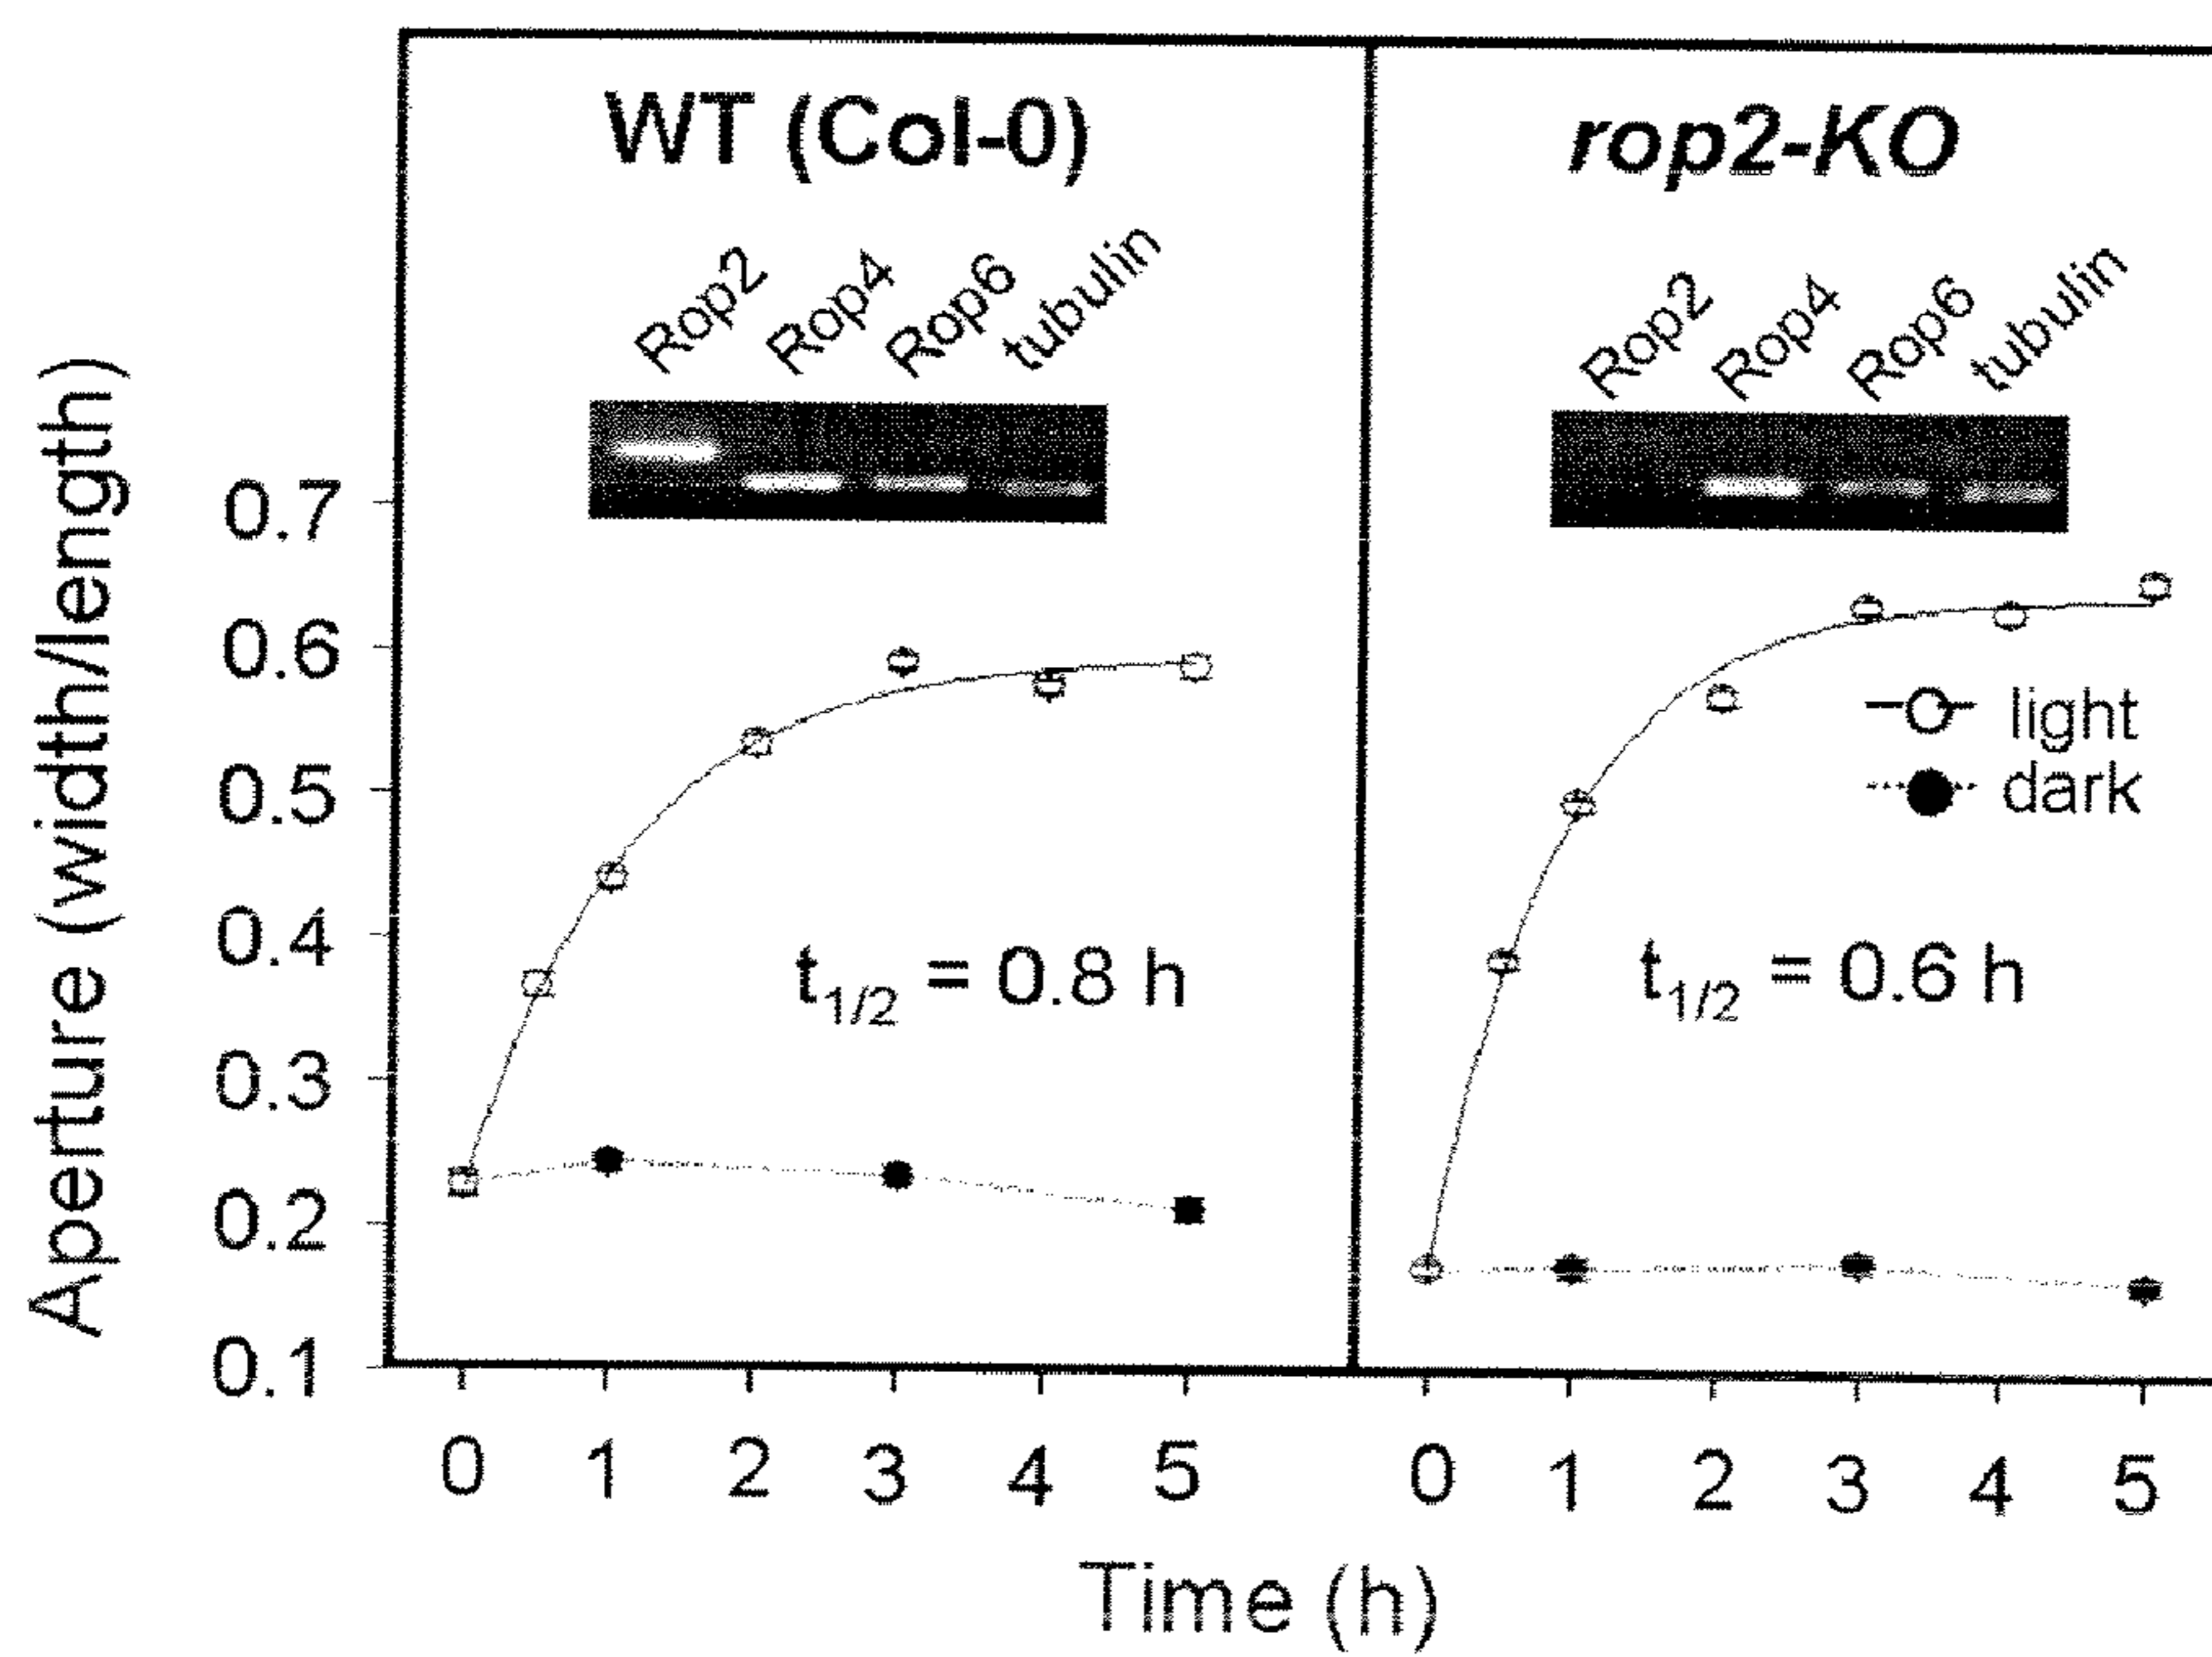 WT (Col-0)
rop2-KO
Rop2 Rop4 Rop6 tubulin
Rop2 Rop4 Rop6 tubulin
Aperture (width/length)
0.7
0.6
0.5
0.4
0.3
0.2
0.1
light
dark
t1/2 = 0.8 h
t1/2 = 0.6 h
0 1 2 3 4 5
0 1 2 3 4 5
Time (h)